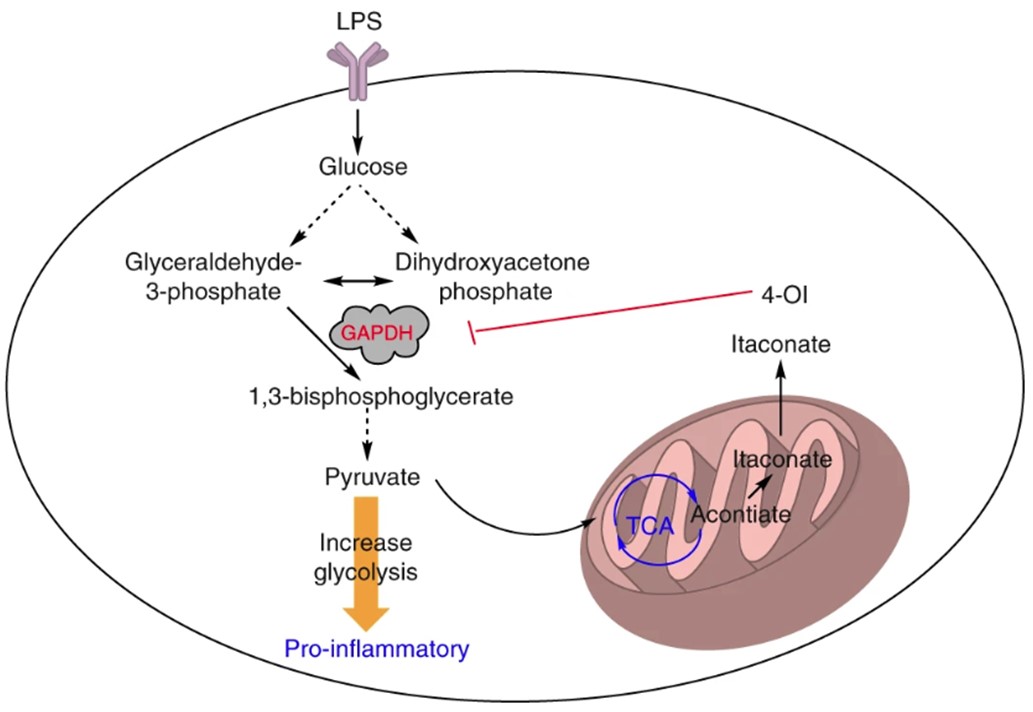 LPS
Glucose
Glyceraldehyde-
3-phosphate
Dihydroxyacetone
phosphate
4-OI
GAPDH
Itaconate
1,3-bisphosphoglycerate
Itaconate
Pyruvate
Acontiate
TCA
Increase
glycolysis
Pro-inflammatory